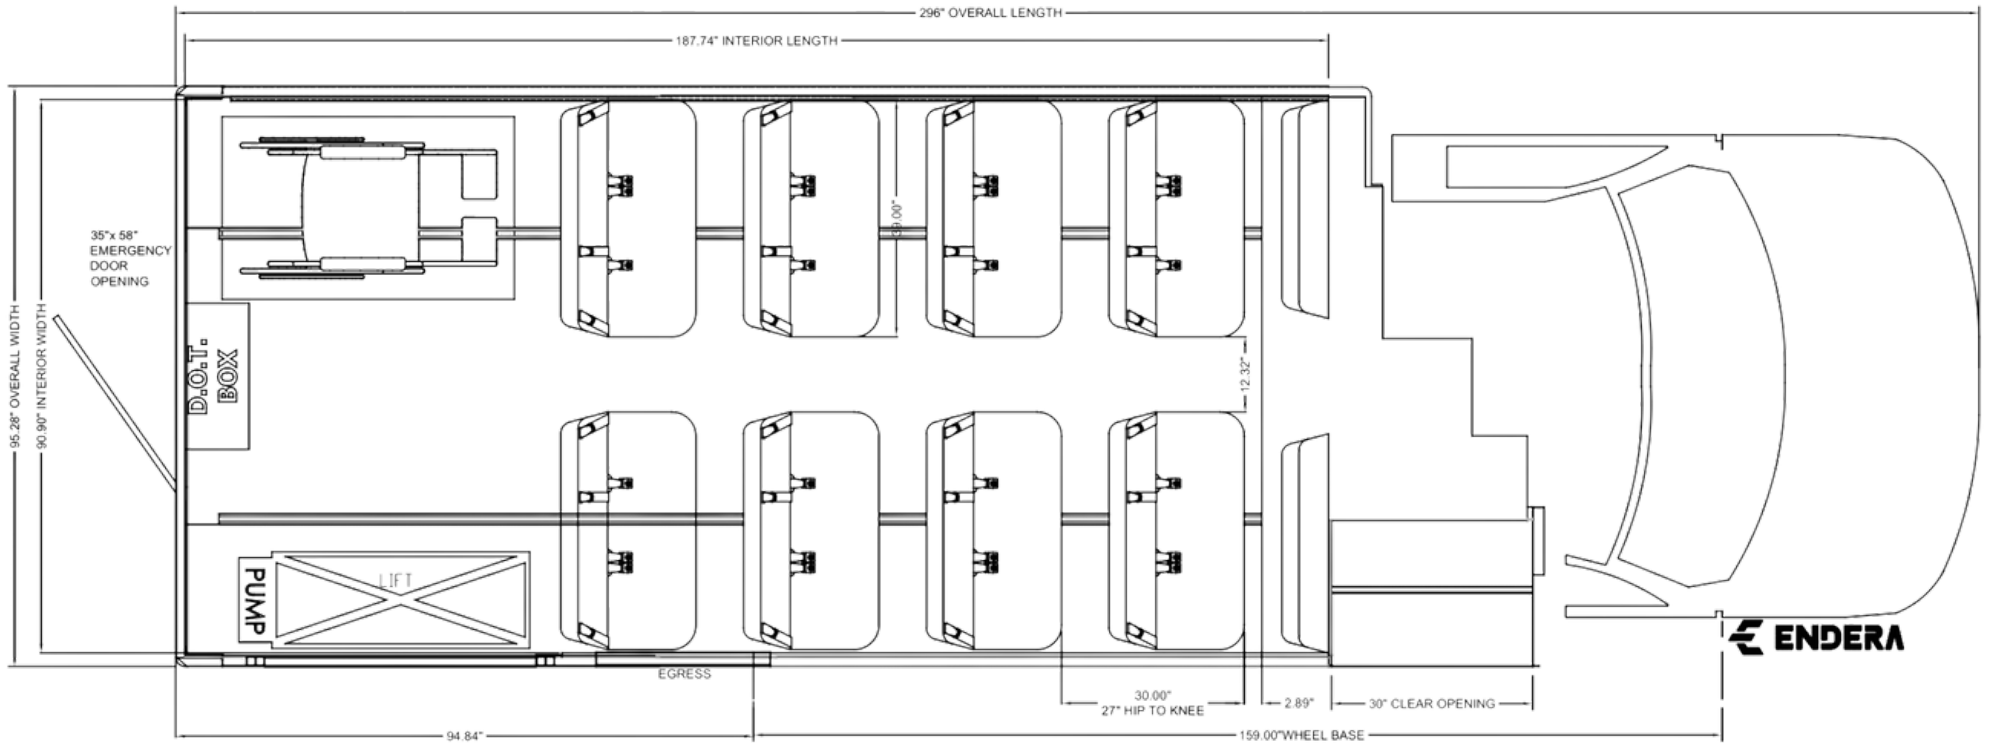 296" OVERALL LENGTH
187.74" INTERIOR LENGTH
35"x 58"
EMERGENCY
DOOR
OPENING
95.28" OVERALL WIDTH
90.90" INTERIOR WIDTH
39.00"
12.32"
D.O.T.
BOX
LIFT
PUMP
EGRESS
ENDERA
30.00"
27" HIP TO KNEE
2.89"
30" CLEAR OPENING
94.84"
159.00"WHEEL BASE